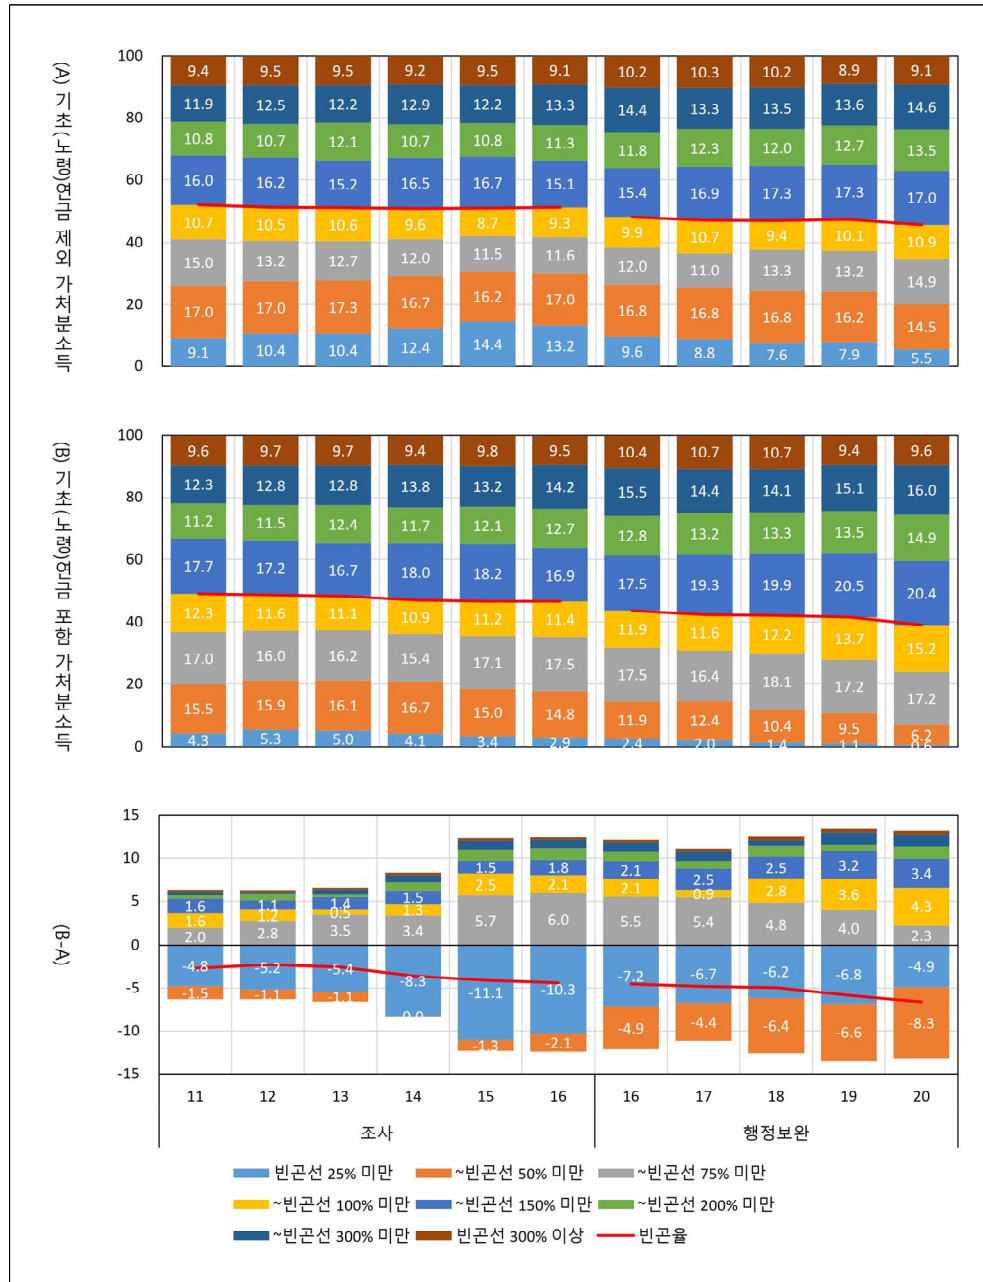 (A) 기초(노령)연금 제외 가처분소득
100
80
60
40
20
0
9.4 9.5 9.5 9.2 9.5 9.1 10.2 10.3 10.2 8.9 9.1
11.9 12.5 12.2 12.9 12.2 13.3 14.4 13.3 13.5 13.6 14.6
10.8 10.7 12.1 10.7 10.8 11.3 11.8 12.3 12.0 12.7 13.5
16.0 16.2 15.2 16.5 16.7 15.1 15.4 16.9 17.3 17.3 17.0
10.7 10.5 10.6 9.6 8.7 9.3 9.9 10.7 9.4 10.1 10.9
15.0 13.2 12.7 12.0 11.5 11.6 12.0 11.0 13.3 13.2 14.9
17.0 17.0 17.3 16.7 16.2 17.0 16.8 16.8 16.8 16.2 14.5
9.1 10.4 10.4 12.4 14.4 13.2 9.6 8.8 7.6 7.9 5.5
(B) 기초(노령)연금 포함 가처분소득
100
80
60
40
20
0
9.6 9.7 9.7 9.4 9.8 9.5 10.4 10.7 10.7 9.4 9.6
12.3 12.8 12.8 13.8 13.2 14.2 15.5 14.4 14.1 15.1 16.0
11.2 11.5 12.4 11.7 12.1 12.7 12.8 13.2 13.3 13.5 14.9
17.7 17.2 16.7 18.0 18.2 16.9 17.5 19.3 19.9 20.5 20.4
12.3 11.6 11.1 10.9 11.2 11.4 11.9 11.6 12.2 13.7 15.2
17.0 16.0 16.2 15.4 17.1 17.5 17.5 16.4 18.1 17.2 17.2
15.5 15.9 16.1 16.7 15.0 14.8 11.9 12.4 10.4 9.5 6.2
4.3 5.3 5.0 4.1 3.4 2.9 2.4 2.0 1.4 1.1 0.6
(B-A)
15
10
5
0
-5
-10
-15
1.6 1.1 1.4 1.5 1.5 1.8 2.1 2.5 2.5 3.2 3.4
1.6 1.2 0.5 1.3 2.5 2.1 2.1 0.9 2.8 3.6 4.3
2.0 2.8 3.5 3.4 5.7 6.0 5.5 5.4 4.8 4.0 2.3
-4.8 -5.2 -5.4 -8.3 -11.1 -10.3 -7.2 -6.7 -6.2 -6.8 -4.9
-1.5 -1.1 -1.1 0.0 -1.3 -2.1 -4.9 -4.4 -6.4 -6.6 -8.3
11 12 13 14 15 16 16 17 18 19 20
조사 행정보완
빈곤선 25% 미만 ~빈곤선 50% 미만 ~빈곤선 75% 미만
~빈곤선 100% 미만 ~빈곤선 150% 미만 ~빈곤선 200% 미만
~빈곤선 300% 미만 빈곤선 300% 이상 빈곤율